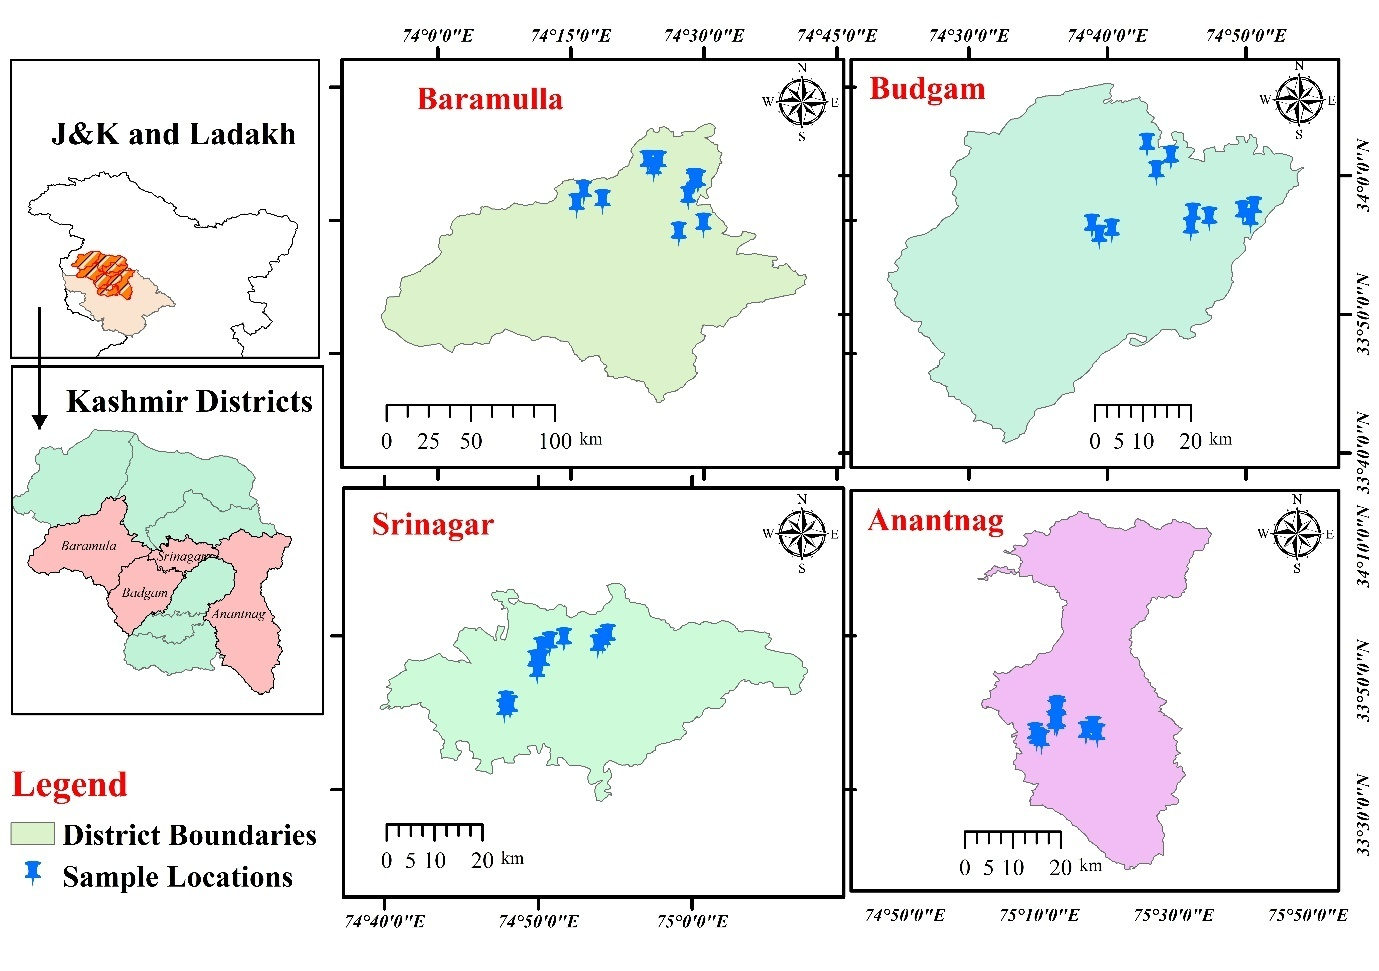 74°0'0"E 74°15'0"E 74°30'0"E 74°45'0"E 74°30'0"E 74°40'0"E 74°50'0"E
J&K and Ladakh
Baramulla
N
W E
S
0 25 50 100 km
Budgam
N
W E
S
0 5 10 20 km
34°0'0"N
33°50'0"N
33°40'0"N
Kashmir Districts
Baramula
Srinagar
Badgam
Anantnag
Srinagar
N
W E
S
0 5 10 20 km
Anantnag
N
W E
S
0 5 10 20 km
34°10'0"N
33°50'0"N
33°30'0"N
Legend
District Boundaries
Sample Locations
74°40'0"E 74°50'0"E 75°0'0"E
74°50'0"E 75°10'0"E 75°30'0"E 75°50'0"E